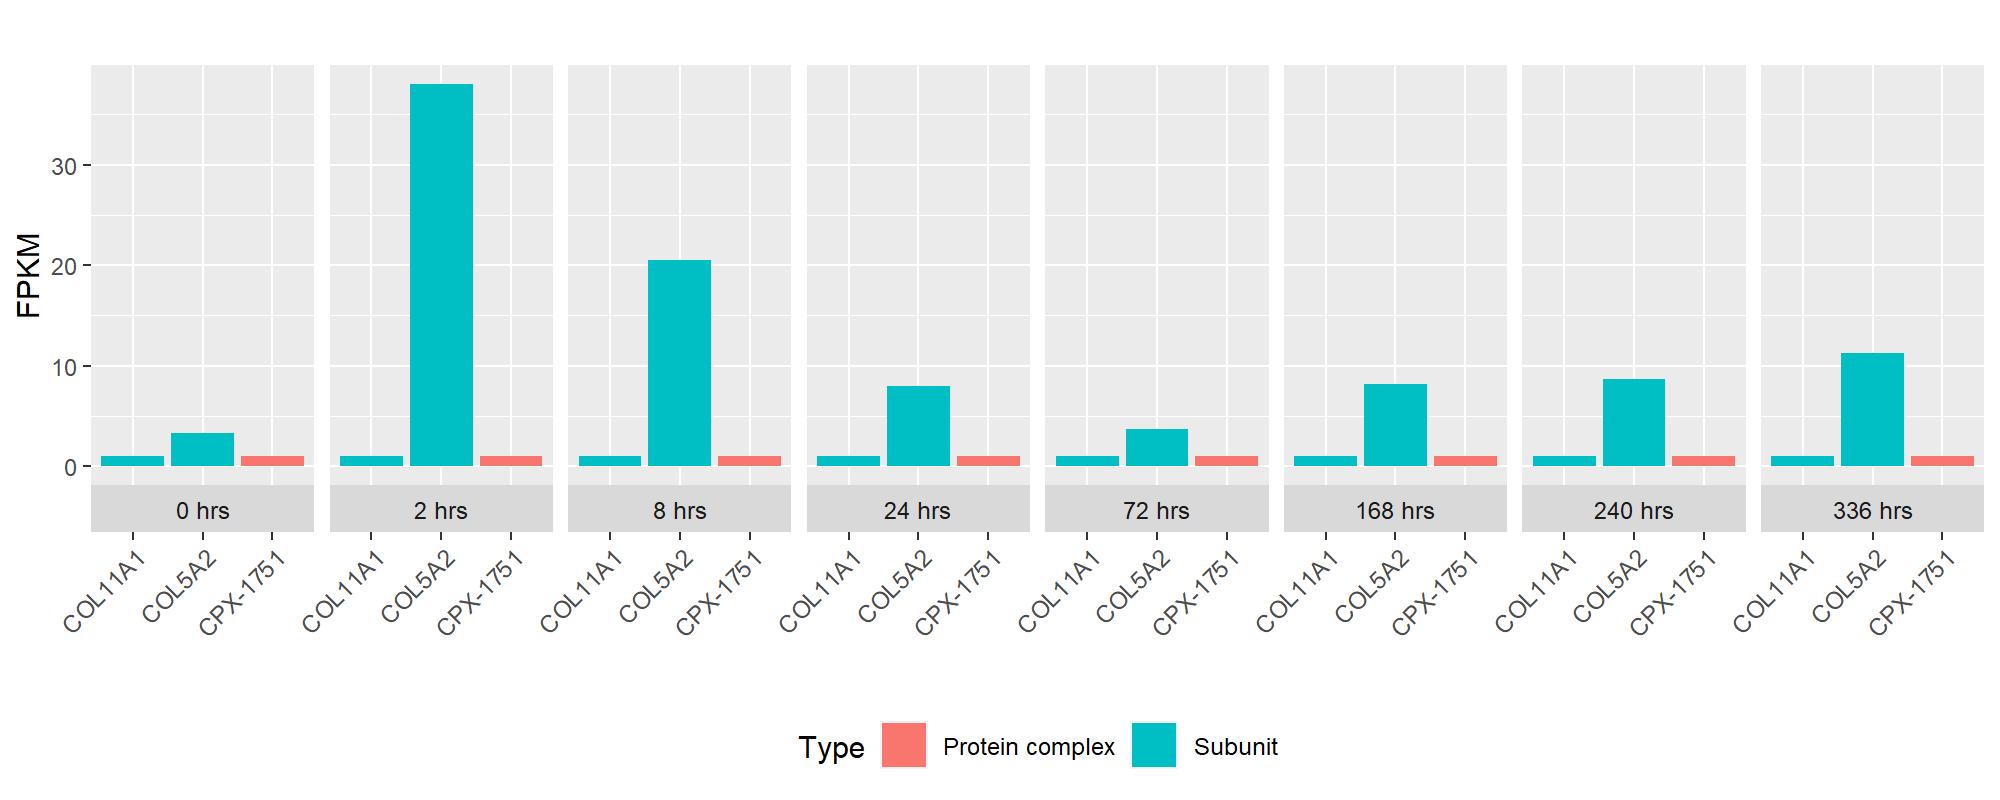 FPKM
30
20
10
0
0 hrs
2 hrs
8 hrs
24 hrs
72 hrs
168 hrs
240 hrs
336 hrs
COL11A1
COL5A2
CPX-1751
COL11A1
COL5A2
CPX-1751
COL11A1
COL5A2
CPX-1751
COL11A1
COL5A2
CPX-1751
COL11A1
COL5A2
CPX-1751
COL11A1
COL5A2
CPX-1751
COL11A1
COL5A2
CPX-1751
COL11A1
COL5A2
CPX-1751
Type Protein complex Subunit